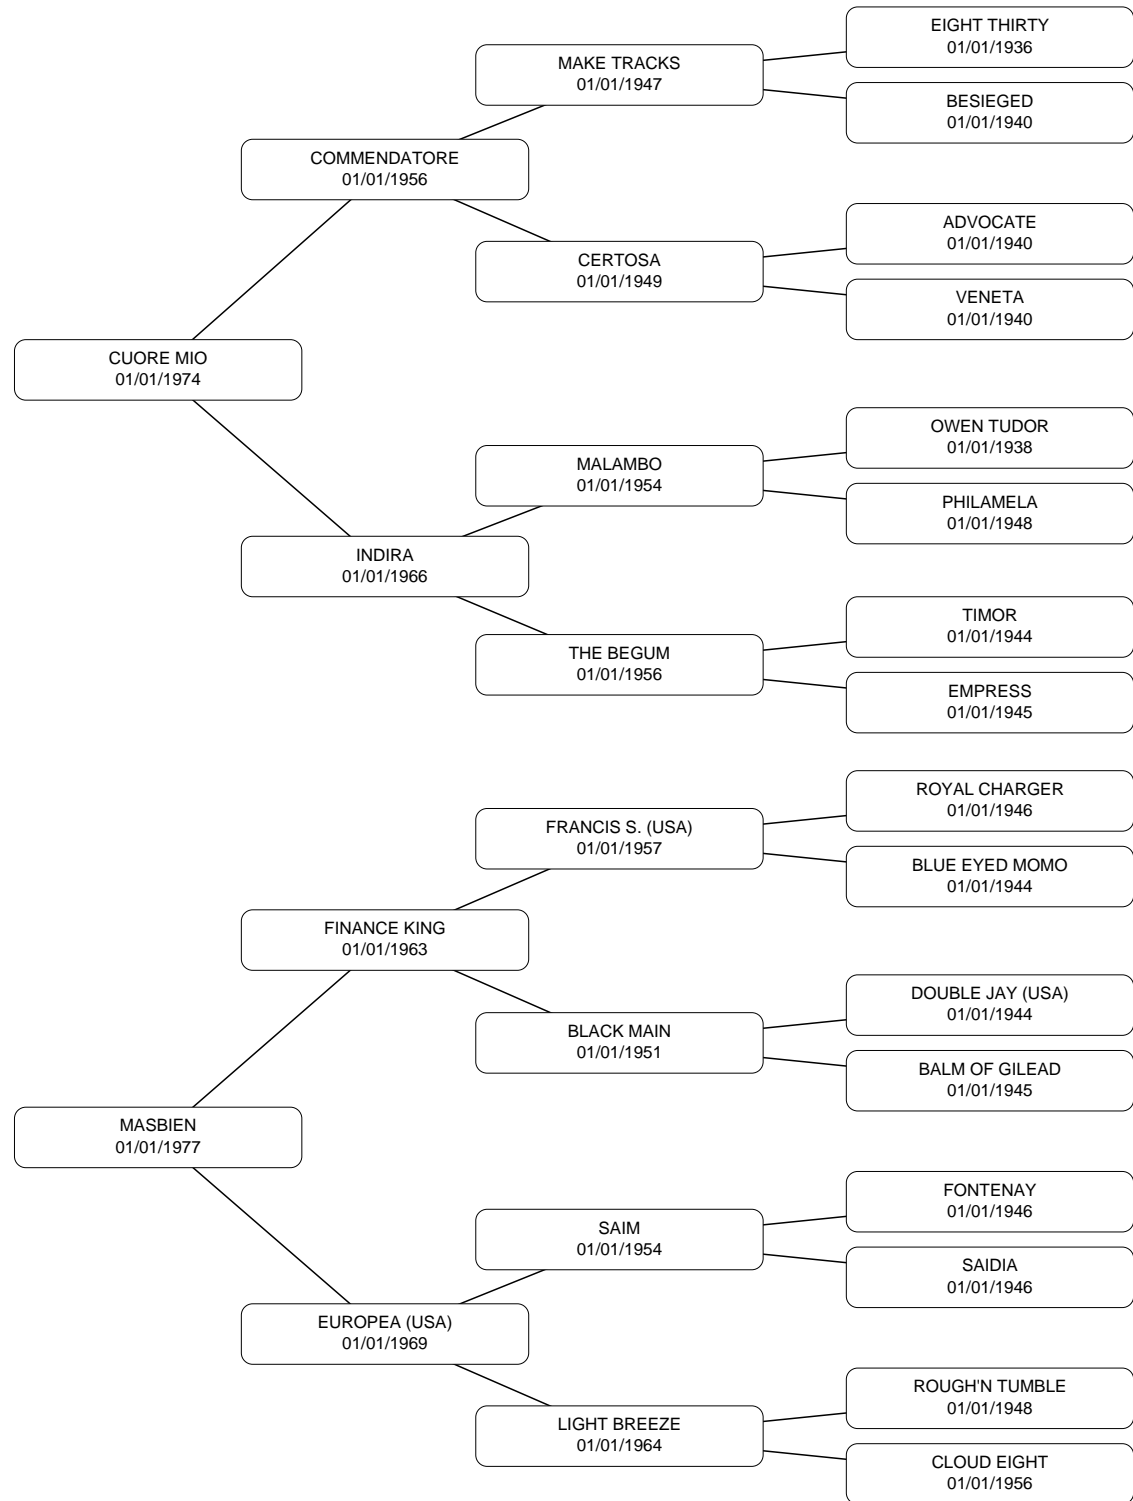 EIGHT THIRTY
01/01/1936
MAKE TRACKS
01/01/1947
BESIEGED
01/01/1940
COMMENDATORE
01/01/1956
ADVOCATE
01/01/1940
CERTOSA
01/01/1949
VENETA
01/01/1940
CUORE MIO
01/01/1974
OWEN TUDOR
01/01/1938
MALAMBO
01/01/1954
PHILAMELA
01/01/1948
INDIRA
01/01/1966
TIMOR
01/01/1944
THE BEGUM
01/01/1956
EMPRESS
01/01/1945
ROYAL CHARGER
01/01/1946
FRANCIS S. (USA)
01/01/1957
BLUE EYED MOMO
01/01/1944
FINANCE KING
01/01/1963
DOUBLE JAY (USA)
01/01/1944
BLACK MAIN
01/01/1951
BALM OF GILEAD
01/01/1945
MASBIEN
01/01/1977
FONTENAY
01/01/1946
SAIM
01/01/1954
SAIDIA
01/01/1946
EUROPEA (USA)
01/01/1969
ROUGH'N TUMBLE
01/01/1948
LIGHT BREEZE
01/01/1964
CLOUD EIGHT
01/01/1956